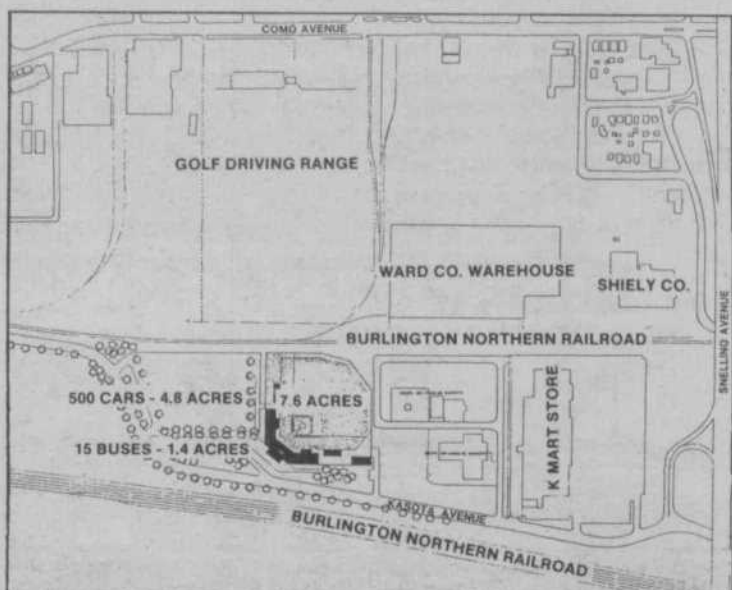 COMO AVENUE
GOLF DRIVING RANGE
WARD CO. WAREHOUSE
SHIELY CO.
BURLINGTON NORTHERN RAILROAD
SNELLING AVENUE
500 CARS - 4.8 ACRES
7.6 ACRES
15 BUSES - 1.4 ACRES
K MART STORE
KASOTA AVENUE
BURLINGTON NORTHERN RAILROAD